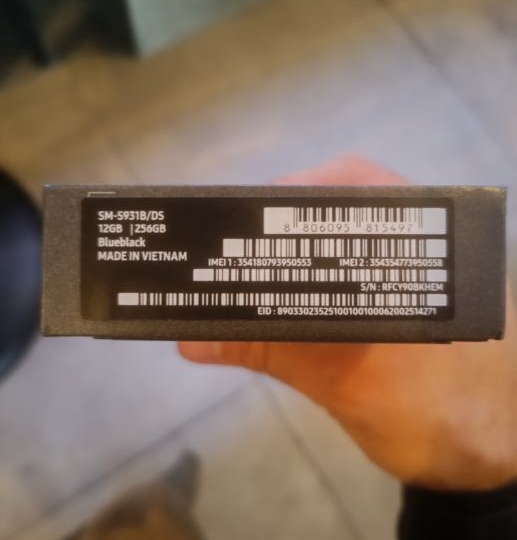 SM-S931B/DS
12GB | 256GB
Blueblack
MADE IN VIETNAM
8 806095 815497
IMEI 1 : 354180793950553 IMEI 2 : 354354773950558
S/N : RFCY90BKHEM
EID : 89033023525100100100062002514271